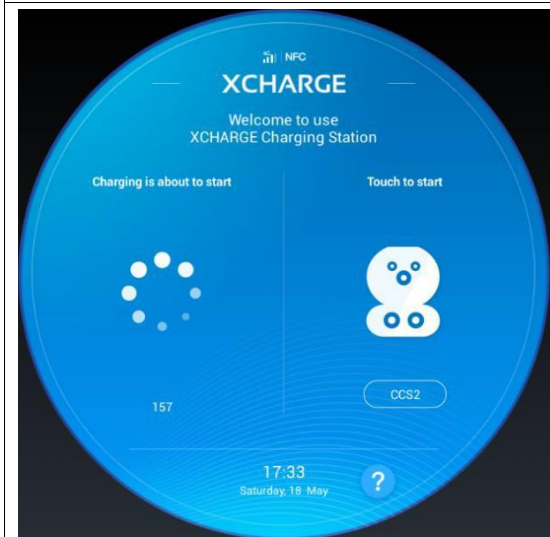 4G NFC
XCHARGE
Welcome to use
XCHARGE Charging Station
Charging is about to start
Touch to start
157
CCS2
17:33
Saturday, 18 May
?